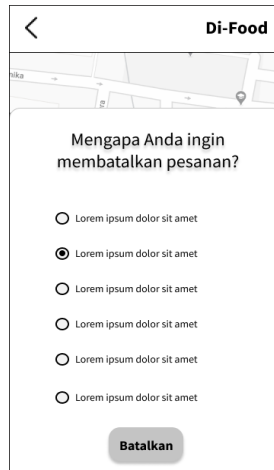 Di-Food
nika
Mengapa Anda ingin
membatalkan pesanan?
Lorem ipsum dolor sit amet
Lorem ipsum dolor sit amet
Lorem ipsum dolor sit amet
Lorem ipsum dolor sit amet
Lorem ipsum dolor sit amet
Lorem ipsum dolor sit amet
Batalkan